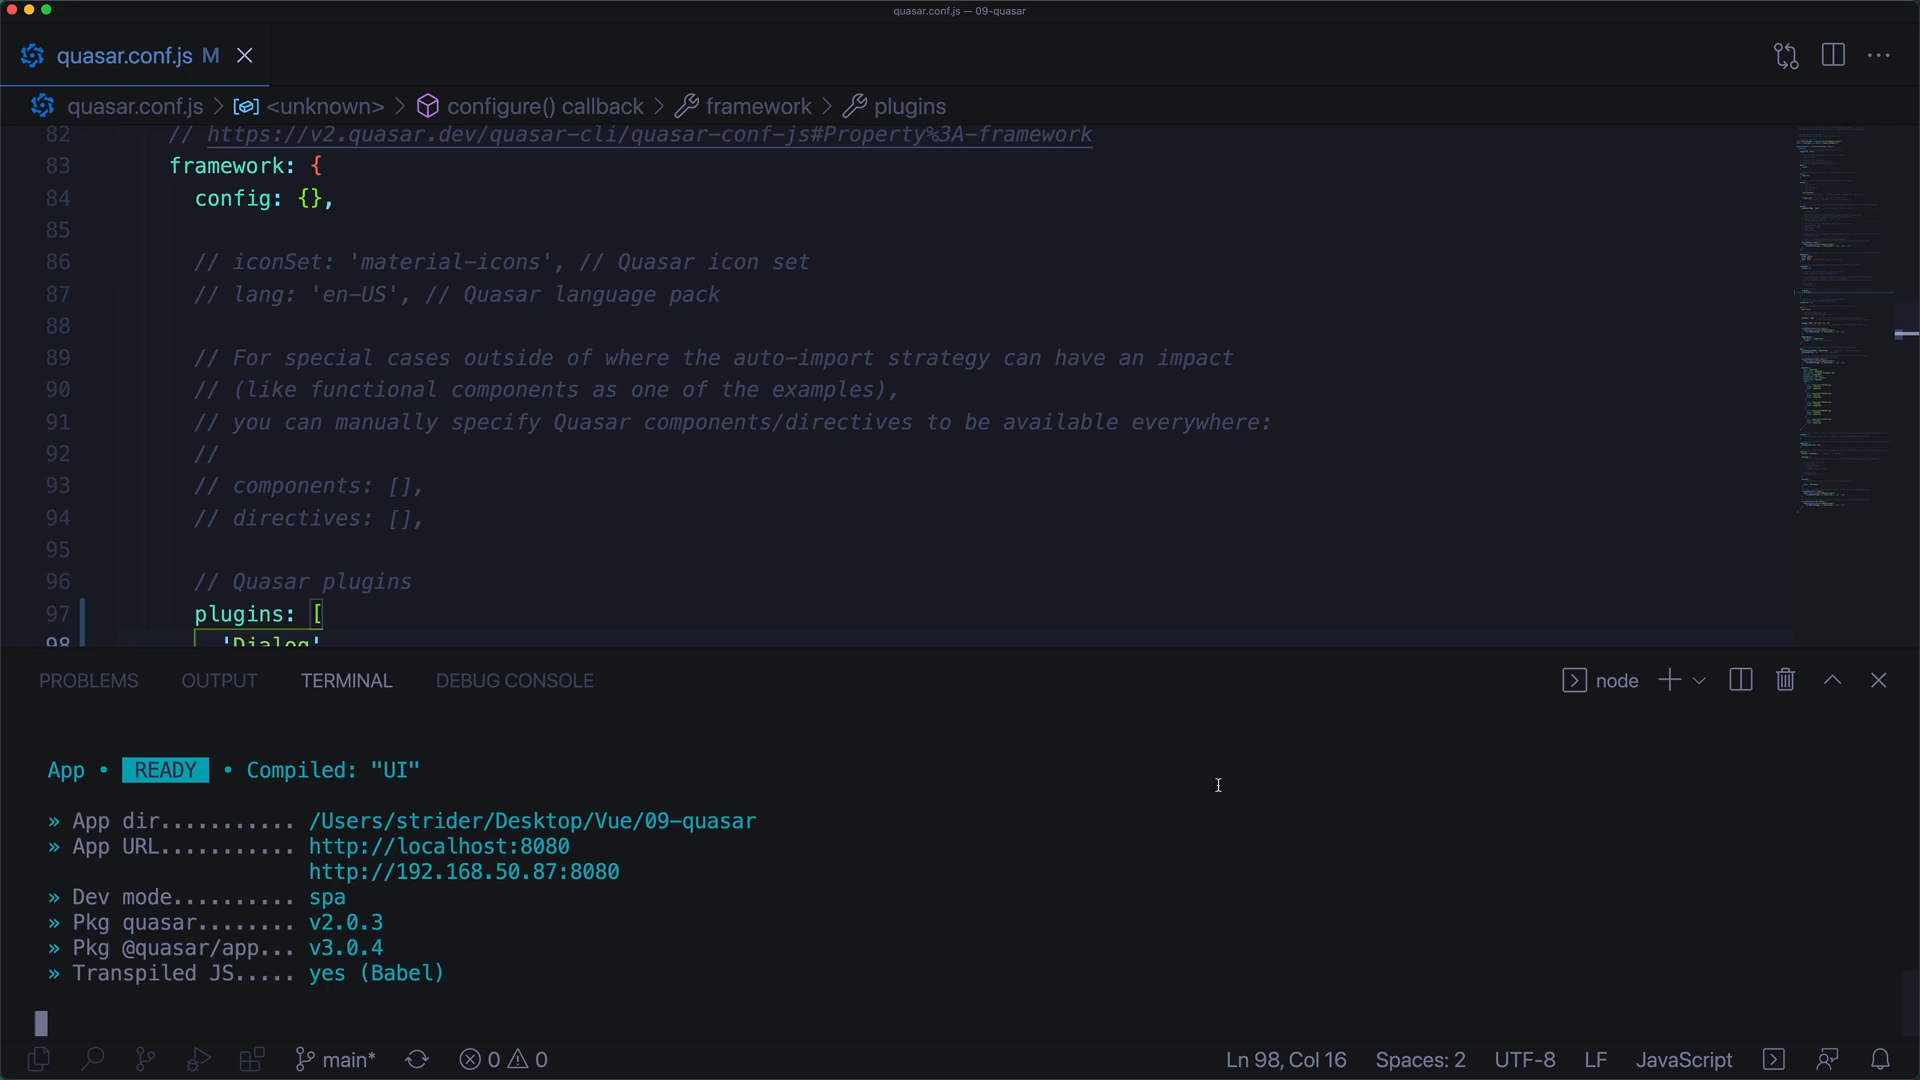 quasar.conf.js — 09-quasar
quasar.conf.js M
quasar.conf.js > <unknown> > configure() callback > framework > plugins
82 // https://v2.quasar.dev/quasar-cli/quasar-conf-js#Property%3A-framework
83 framework: {
84 config: {},
85
86 // iconSet: 'material-icons', // Quasar icon set
87 // lang: 'en-US', // Quasar language pack
88
89 // For special cases outside of where the auto-import strategy can have an impact
90 // (like functional components as one of the examples),
91 // you can manually specify Quasar components/directives to be available everywhere:
92 //
93 // components: [],
94 // directives: [],
95
96 // Quasar plugins
97 plugins: [
98 'Dialog'
PROBLEMS OUTPUT TERMINAL DEBUG CONSOLE node
App • READY • Compiled: "UI"
» App dir........... /Users/strider/Desktop/Vue/09-quasar
» App URL........... http://localhost:8080
http://192.168.50.87:8080
» Dev mode.......... spa
» Pkg quasar........ v2.0.3
» Pkg @quasar/app... v3.0.4
» Transpiled JS..... yes (Babel)
main* 0 0 Ln 98, Col 16 Spaces: 2 UTF-8 LF JavaScript